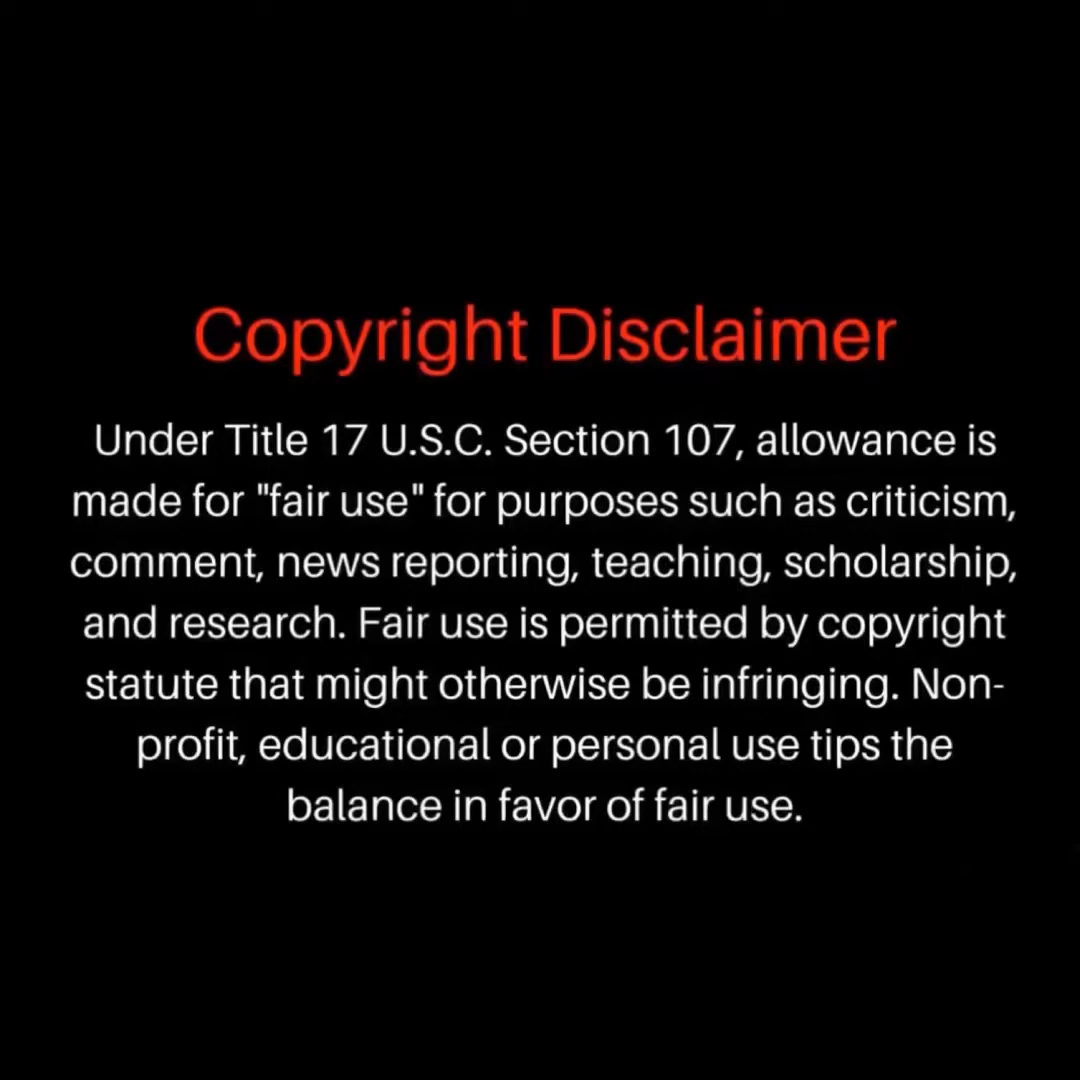 Copyright Disclaimer
Under Title 17 U.S.C. Section 107, allowance is
made for "fair use" for purposes such as criticism,
comment, news reporting, teaching, scholarship,
and research. Fair use is permitted by copyright
statute that might otherwise be infringing. Non-
profit, educational or personal use tips the
balance in favor of fair use.